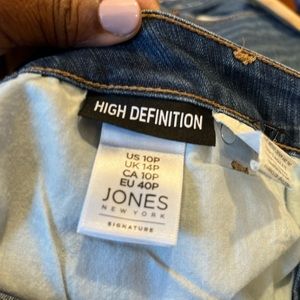 HIGH DEFINITION
US 10P
UK 14P
CA 10P
EU 40P
JONES
NEW YORK
SIGNATURE